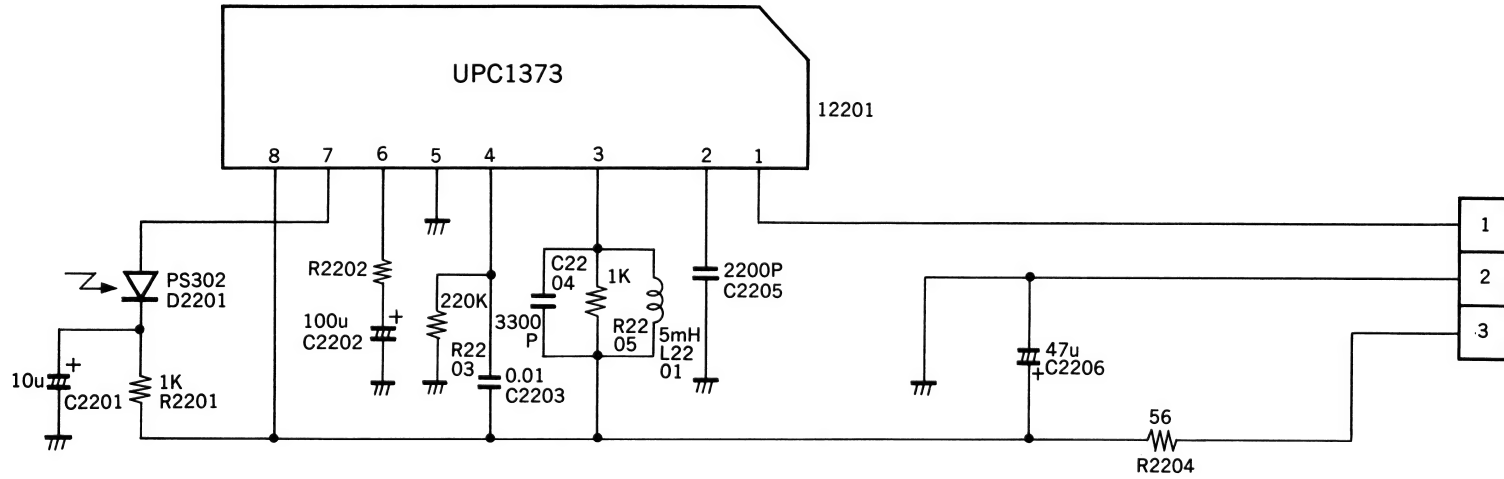 UPC1373
12201
8 7 6 5 4 3 2 1
1
2
3
PS302
D2201
R2202
100u
+
C2202
220K
R22
03
C22
04
3300
P
1K
R22
05
5mH
L22
01
2200P
C2205
0.01
C2203
10u
+
C2201
1K
R2201
47u
+C2206
56
R2204